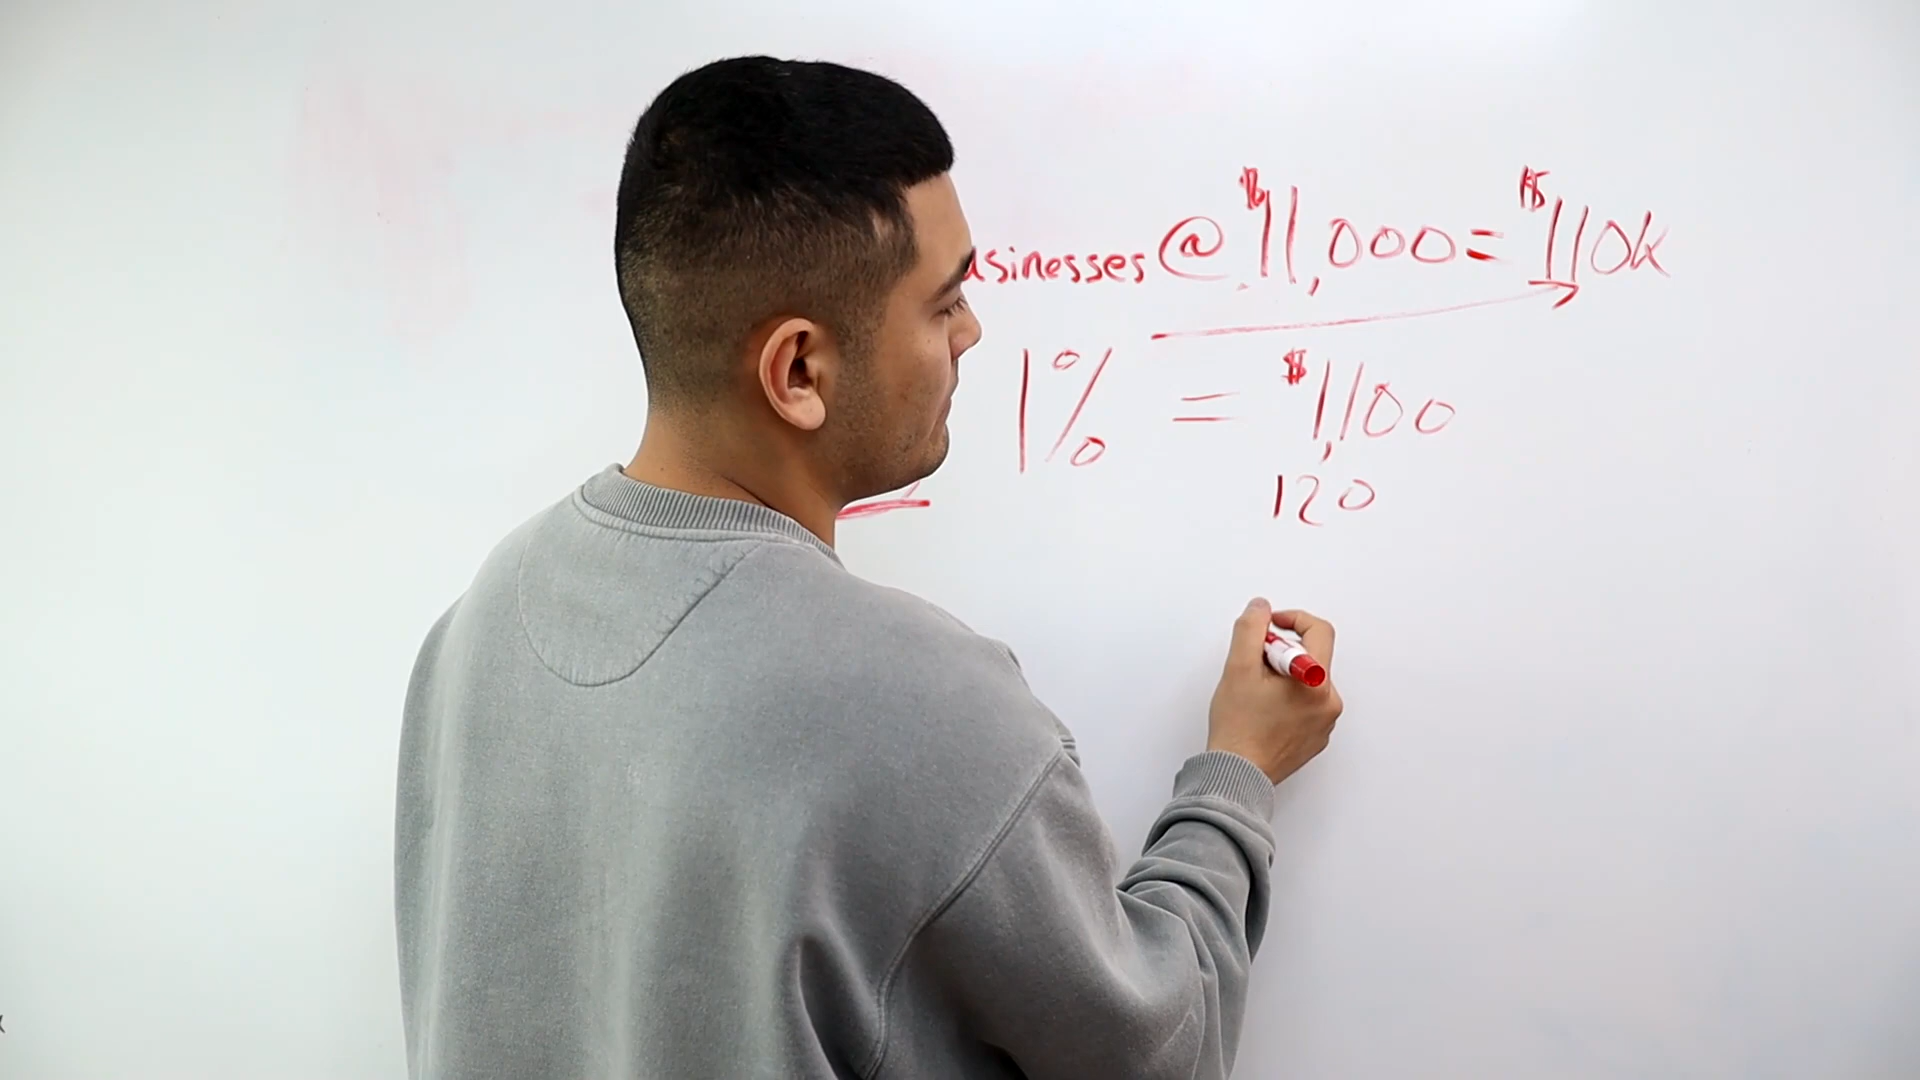 usinesses @ $11,000 = $110k
1% = $1,100
120